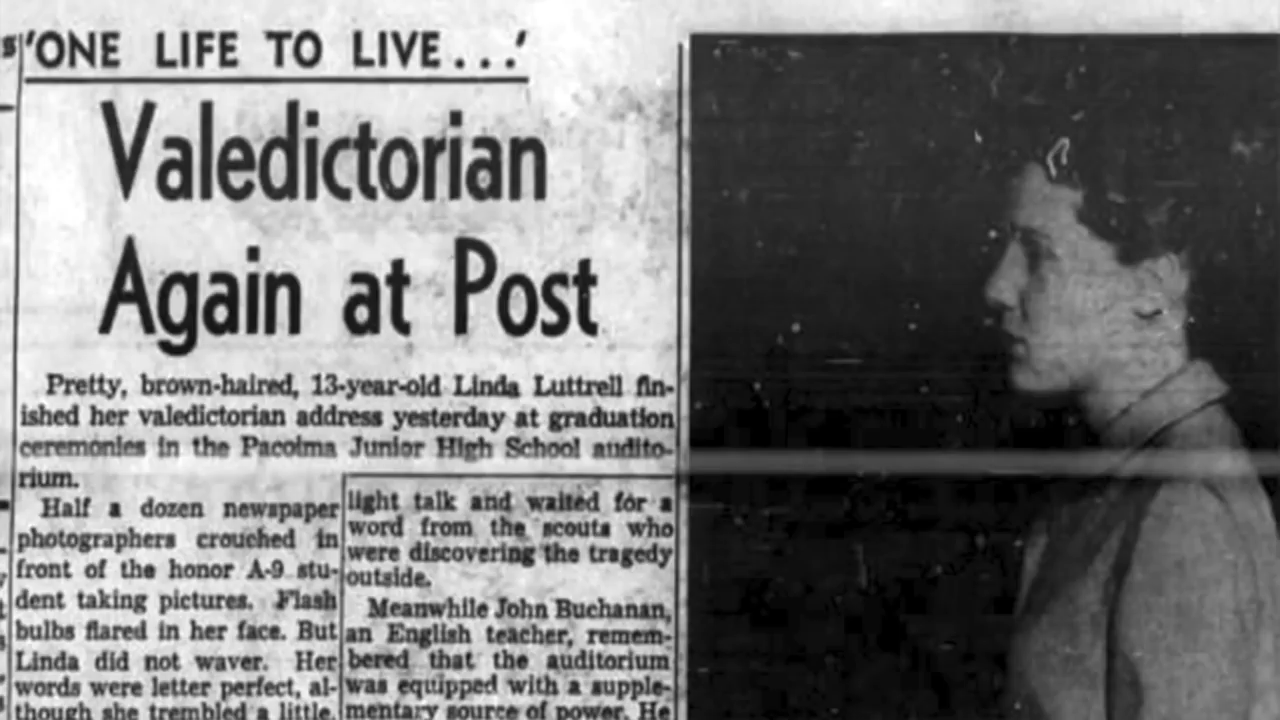 'ONE LIFE TO LIVE...'
Valedictorian
Again at Post
Pretty, brown-haired, 13-year-old Linda Luttrell fin-
ished her valedictorian address yesterday at graduation
ceremonies in the Pacoima Junior High School audito-
rium.
Half a dozen newspaper
photographers crouched in
front of the honor A-9 stu-
dent taking pictures. Flash
bulbs flared in her face. But
Linda did not waver. Her
words were letter perfect, al-
though she trembled a little.
light talk and waited for a
word from the scouts who
were discovering the tragedy
outside.
Meanwhile John Buchanan,
an English teacher, remem-
bered that the auditorium
was equipped with a supple-
mentary source of power. He